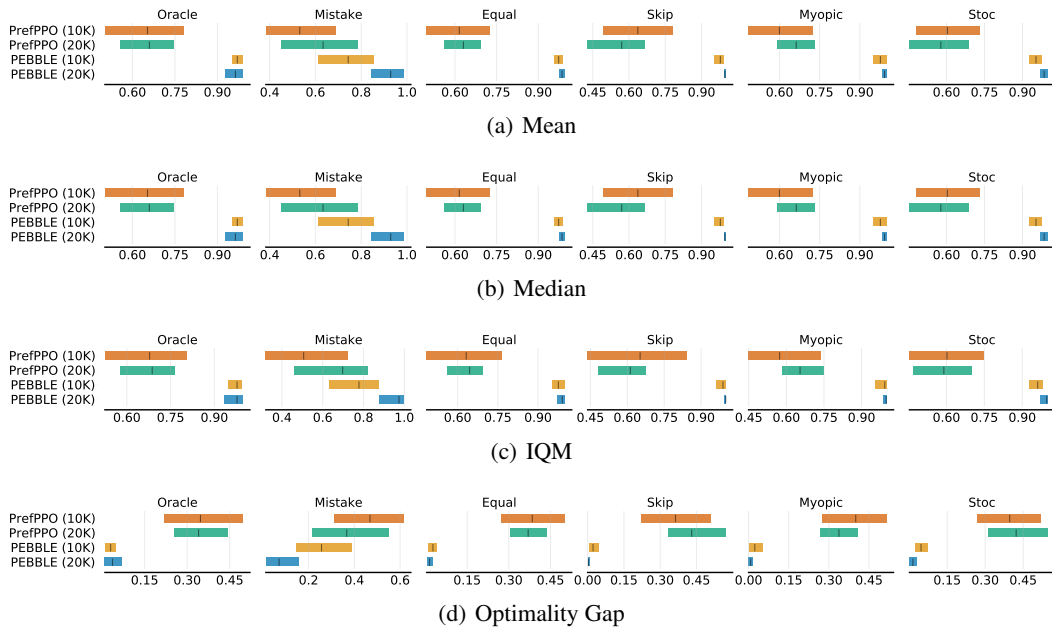 Oracle Mistake Equal Skip Myopic Stoc
PrefPPO (10K)
PrefPPO (20K)
PEBBLE (10K)
PEBBLE (20K)
0.60 0.75 0.90 0.4 0.6 0.8 1.0 0.60 0.75 0.90 0.45 0.60 0.75 0.90 0.60 0.75 0.90 0.60 0.75 0.90
(a) Mean
Oracle Mistake Equal Skip Myopic Stoc
PrefPPO (10K)
PrefPPO (20K)
PEBBLE (10K)
PEBBLE (20K)
0.60 0.75 0.90 0.4 0.6 0.8 1.0 0.60 0.75 0.90 0.45 0.60 0.75 0.90 0.60 0.75 0.90 0.60 0.75 0.90
(b) Median
Oracle Mistake Equal Skip Myopic Stoc
PrefPPO (10K)
PrefPPO (20K)
PEBBLE (10K)
PEBBLE (20K)
0.60 0.75 0.90 0.4 0.6 0.8 1.0 0.60 0.75 0.90 0.45 0.60 0.75 0.90 0.45 0.60 0.75 0.90 0.60 0.75 0.90
(c) IQM
Oracle Mistake Equal Skip Myopic Stoc
PrefPPO (10K)
PrefPPO (20K)
PEBBLE (10K)
PEBBLE (20K)
0.15 0.30 0.45 0.2 0.4 0.6 0.15 0.30 0.45 0.00 0.15 0.30 0.45 0.00 0.15 0.30 0.45 0.15 0.30 0.45
(d) Optimality Gap